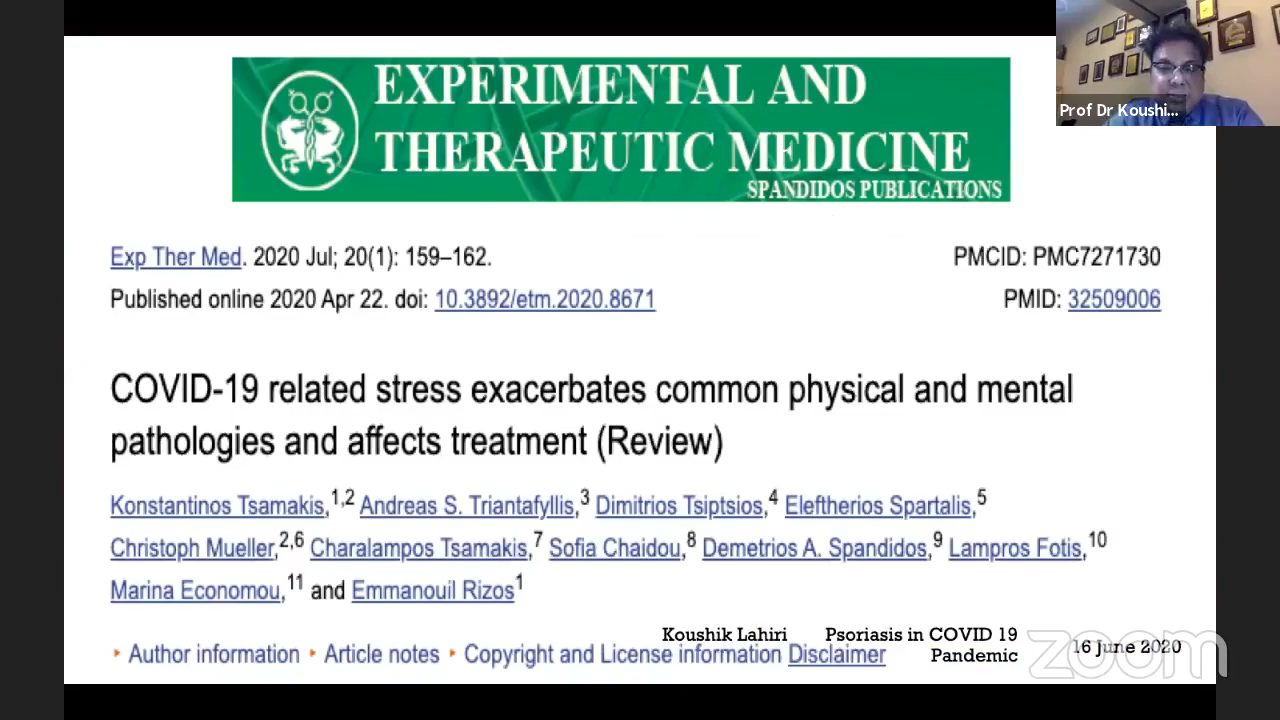 Prof Dr Koushi...
EXPERIMENTAL AND
THERAPEUTIC MEDICINE
SPANDIDOS PUBLICATIONS
Exp Ther Med. 2020 Jul; 20(1): 159–162.
PMCID: PMC7271730
Published online 2020 Apr 22. doi: 10.3892/etm.2020.8671
PMID: 32509006
COVID-19 related stress exacerbates common physical and mental
pathologies and affects treatment (Review)
Konstantinos Tsamakis,1,2 Andreas S. Triantafyllis,3 Dimitrios Tsiptsios,4 Eleftherios Spartalis,5
Christoph Mueller,2,6 Charalampos Tsamakis,7 Sofia Chaidou,8 Demetrios A. Spandidos,9 Lampros Fotis,10
Marina Economou,11 and Emmanouil Rizos1
Koushik Lahiri Psoriasis in COVID 19
Pandemic
16 June 2020
zoom
‣ Author information ‣ Article notes ‣ Copyright and License information Disclaimer